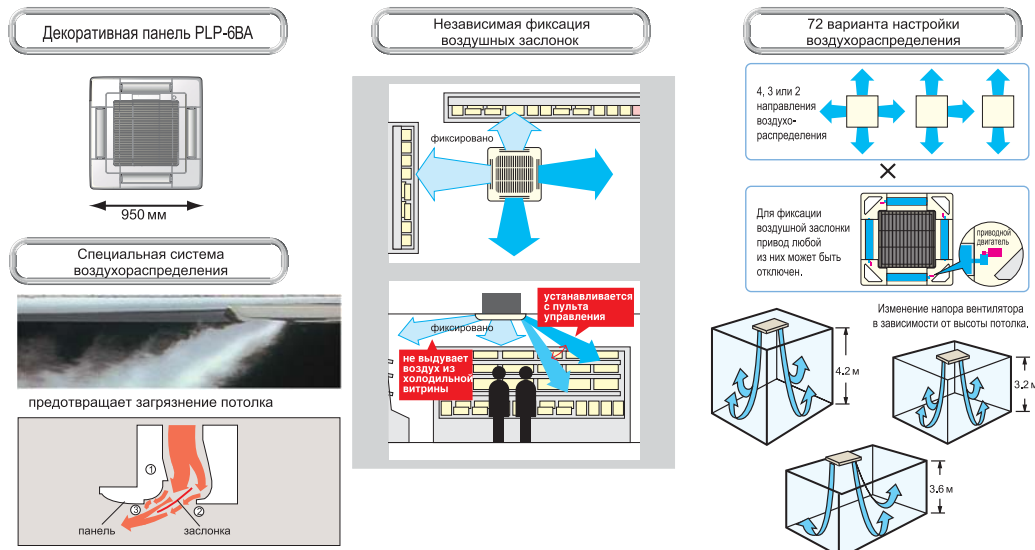 Декоративная панель PLP-6BA
950 мм
Специальная система
воздухораспределения
предотвращает загрязнение потолка
①
③
②
панель
заслонка
Независимая фиксация
воздушных заслонок
фиксировано
устанавливается
с пульта
управления
фиксировано
не выдувает
воздух из
холодильной
витрины
72 варианта настройки
воздухораспределения
4, 3 или 2
направления
воздухо-
распределения
×
Для фиксации
воздушной заслонки
привод любой
из них может быть
отключен.
приводной
двигатель
Изменение напора вентилятора
в зависимости от высоты потолка.
4.2 м
3.2 м
3.6 м